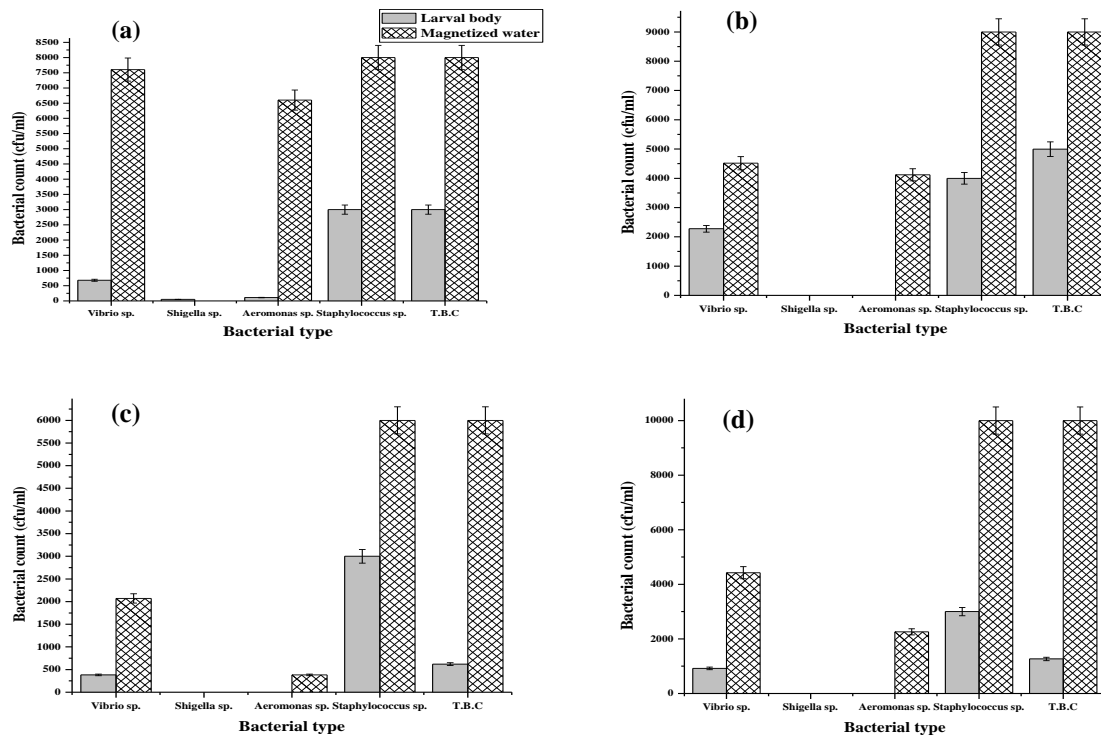 (a)
Larval body
Magnetized water
Bacterial count (cfu/ml)
8500
8000
7500
7000
6500
6000
5500
5000
4500
4000
3500
3000
2500
2000
1500
1000
500
0
Vibrio sp. Shigella sp. Aeromonas sp. Staphylococcus sp. T.B.C
Bacterial type
(b)
Bacterial count (cfu/ml)
9000
8000
7000
6000
5000
4000
3000
2000
1000
0
Vibrio sp. Shigella sp. Aeromonas sp. Staphylococcus sp. T.B.C
Bacterial type
(c)
Bacterial count (cfu/ml)
6000
5500
5000
4500
4000
3500
3000
2500
2000
1500
1000
500
0
Vibrio sp. Shigella sp. Aeromonas sp. Staphylococcus sp. T.B.C
Bacterial type
(d)
Bacterial count (cfu/ml)
10000
8000
6000
4000
2000
0
Vibrio sp. Shigella sp. Aeromonas sp. Staphylococcus sp. T.B.C
Bacterial type